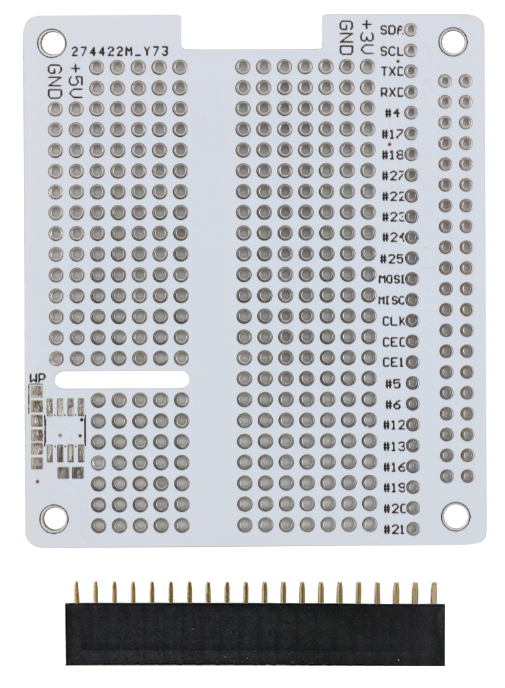 274422M_Y73
GND
+5V
GND
+3V
SDA
SCL
TXD
RXD
#4
#17
#18
#27
#22
#23
#24
#25
MOSI
MISO
CLK
CE0
CE1
#5
#6
#12
#13
#16
#19
#20
#21
WP